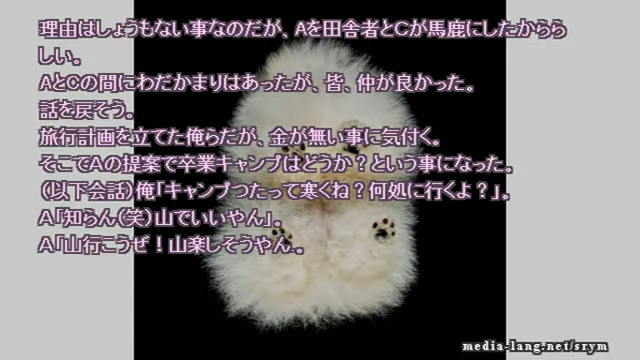 理由はしょうもない事なのだが、Aを田舎者とCが馬鹿にしたかららしい。
AとCの間にわだかまりはあったが、皆、仲が良かった。
話を戻そう。
旅行計画を立てた俺らだが、金が無い事に気付く。
そこでAの提案で卒業キャンプはどうか?という事になった。
(以下会話)俺「キャンプつたって寒くね?何処に行くよ?」。
A「知らん(笑)山でいいやん」。
A「山行こうぜ!山楽しそうやん.。
media-lang.net/srym